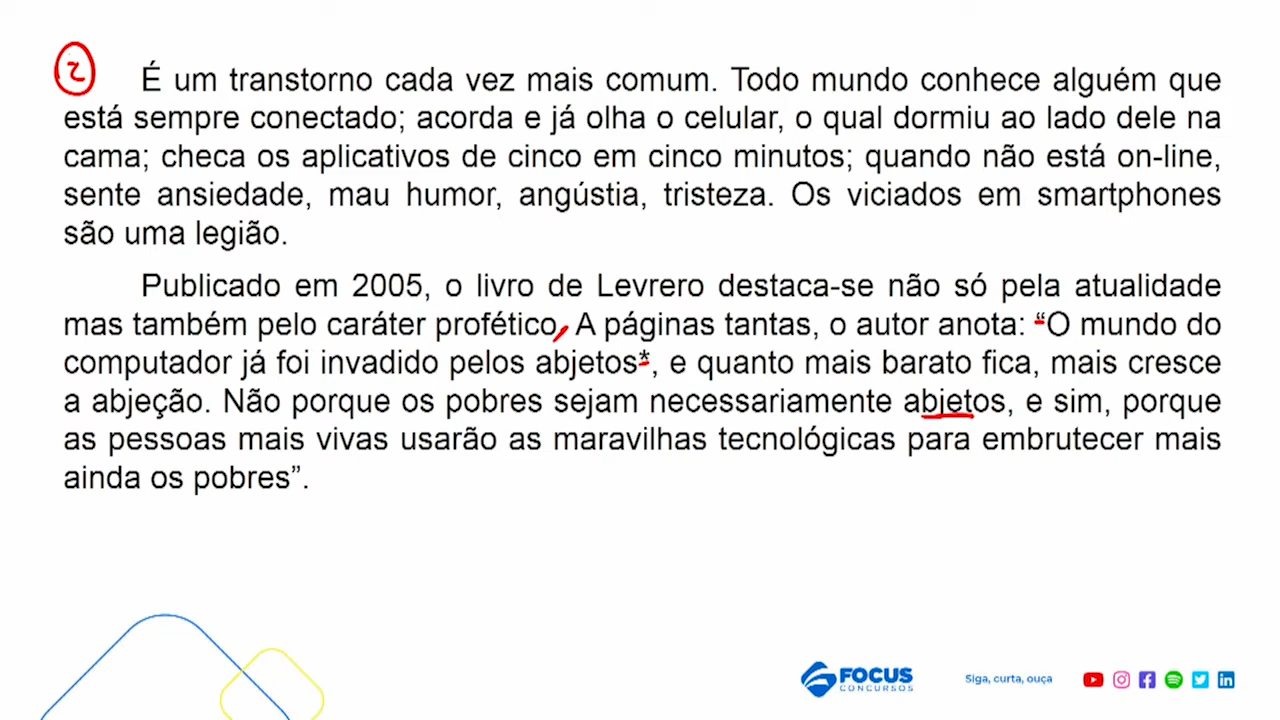 2
É um transtorno cada vez mais comum. Todo mundo conhece alguém que
está sempre conectado; acorda e já olha o celular, o qual dormiu ao lado dele na
cama; checa os aplicativos de cinco em cinco minutos; quando não está on-line,
sente ansiedade, mau humor, angústia, tristeza. Os viciados em smartphones
são uma legião.
Publicado em 2005, o livro de Levrero destaca-se não só pela atualidade
mas também pelo caráter profético. A páginas tantas, o autor anota: “O mundo do
computador já foi invadido pelos abjetos*, e quanto mais barato fica, mais cresce
a abjeção. Não porque os pobres sejam necessariamente abjetos, e sim, porque
as pessoas mais vivas usarão as maravilhas tecnológicas para embrutecer mais
ainda os pobres”.
FOCUS
CONCURSOS
Siga, curta, ouça